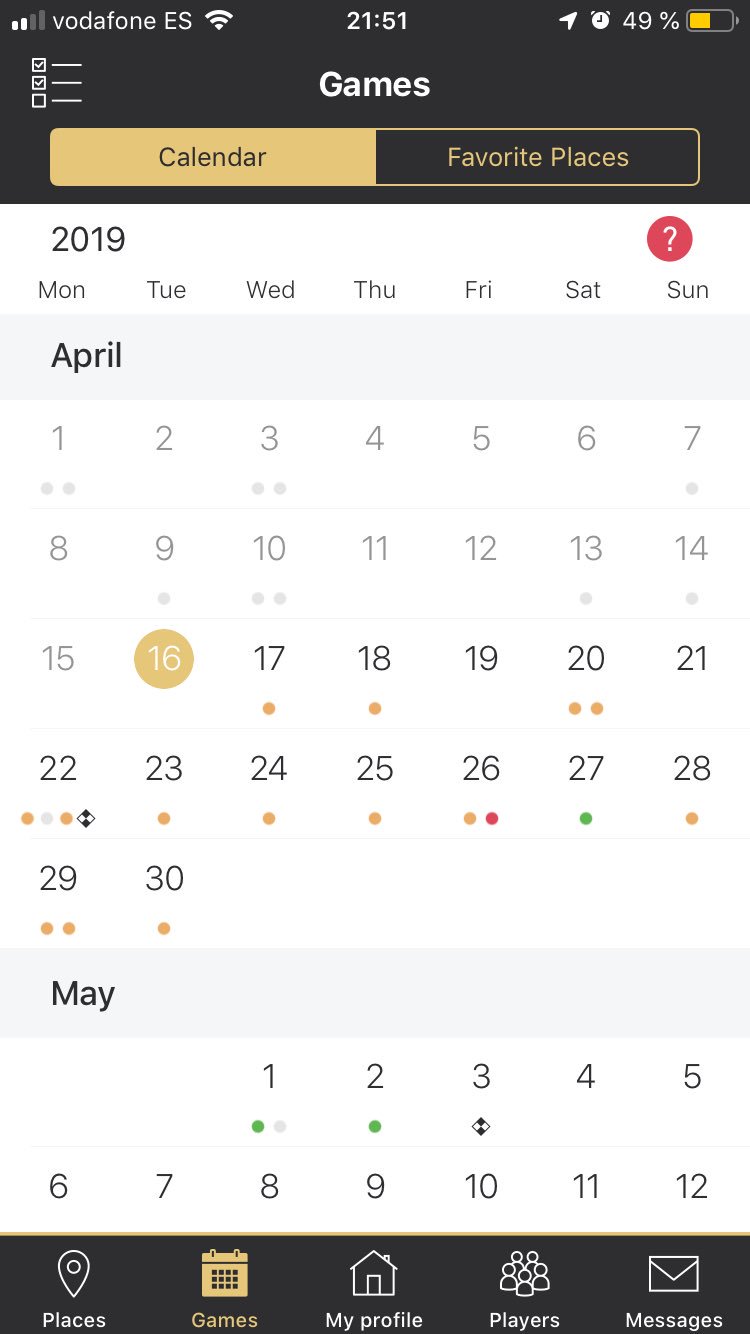 vodafone ES 21:51 49 %
Games
Calendar Favorite Places
2019 ?
Mon Tue Wed Thu Fri Sat Sun
April
1 2 3 4 5 6 7
8 9 10 11 12 13 14
15 16 17 18 19 20 21
22 23 24 25 26 27 28
29 30
May
1 2 3 4 5
6 7 8 9 10 11 12
Places Games My profile Players Messages